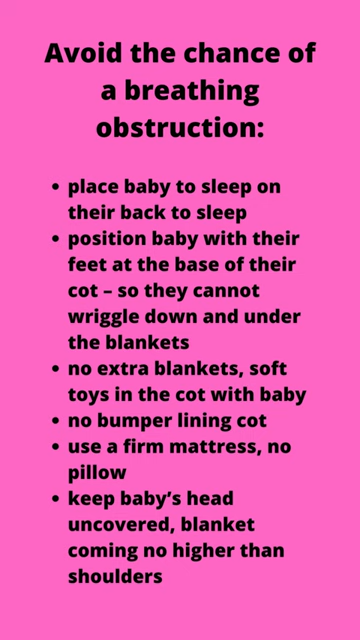 Avoid the chance of
a breathing
obstruction:
• place baby to sleep on
their back to sleep
• position baby with their
feet at the base of their
cot – so they cannot
wriggle down and under
the blankets
• no extra blankets, soft
toys in the cot with baby
• no bumper lining cot
• use a firm mattress, no
pillow
• keep baby’s head
uncovered, blanket
coming no higher than
shoulders